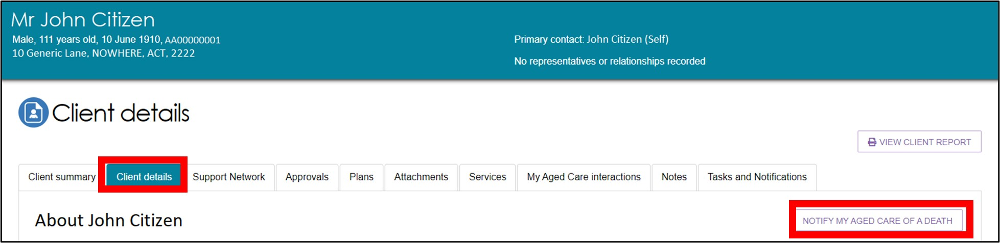 Mr John Citizen
Male, 111 years old, 10 June 1910, AA00000001
10 Generic Lane, NOWHERE, ACT, 2222
Primary contact: John Citizen (Self)
No representatives or relationships recorded
Client details
VIEW CLIENT REPORT
Client summary
Client details
Support Network
Approvals
Plans
Attachments
Services
My Aged Care interactions
Notes
Tasks and Notifications
About John Citizen
NOTIFY MY AGED CARE OF A DEATH